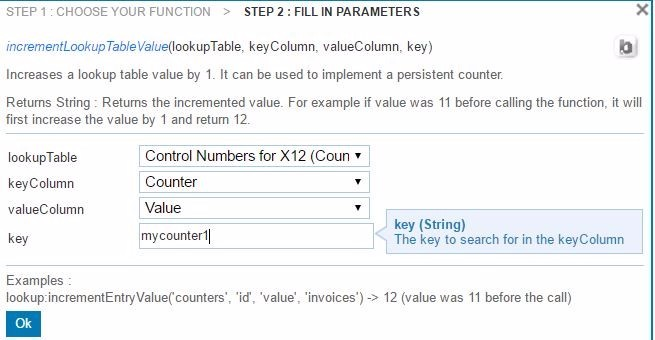 STEP 1 : CHOOSE YOUR FUNCTION > STEP 2 : FILL IN PARAMETERS
incrementLookupTableValue(lookupTable, keyColumn, valueColumn, key)
Increases a lookup table value by 1. It can be used to implement a persistent counter.
Returns String : Returns the incremented value. For example if value was 11 before calling the function, it will
first increase the value by 1 and return 12.
lookupTable Control Numbers for X12 (Coun
keyColumn Counter
valueColumn Value
key mycounter1
key (String)
The key to search for in the keyColumn
Examples :
lookup:incrementEntryValue('counters', 'id', 'value', 'invoices') -> 12 (value was 11 before the call)
Ok